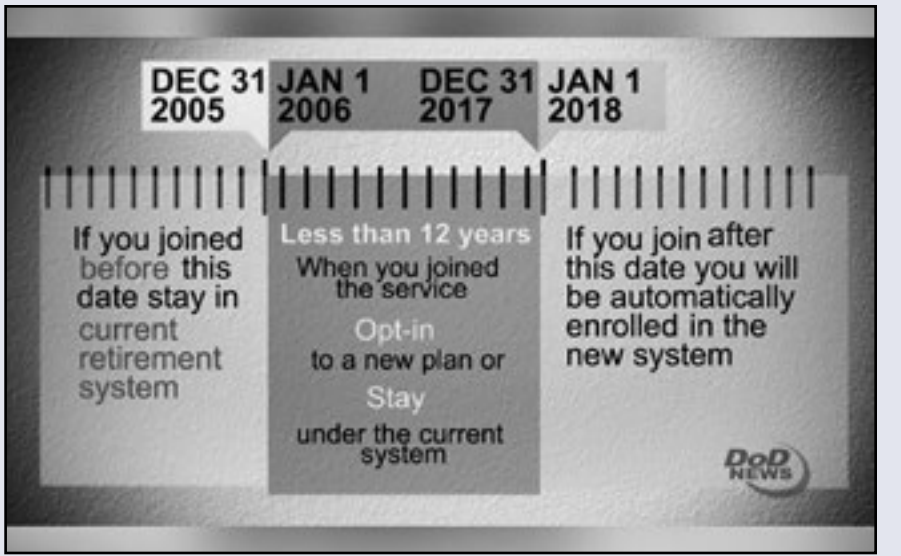 DEC 31
2005
JAN 1
2006
DEC 31
2017
JAN 1
2018
If you joined
before this
date stay in
current
retirement
system
Less than 12 years
When you joined
the service
Opt-in
to a new plan or
Stay
under the current
system
If you join after
this date you will
be automatically
enrolled in the
new system
DoD
NEWS